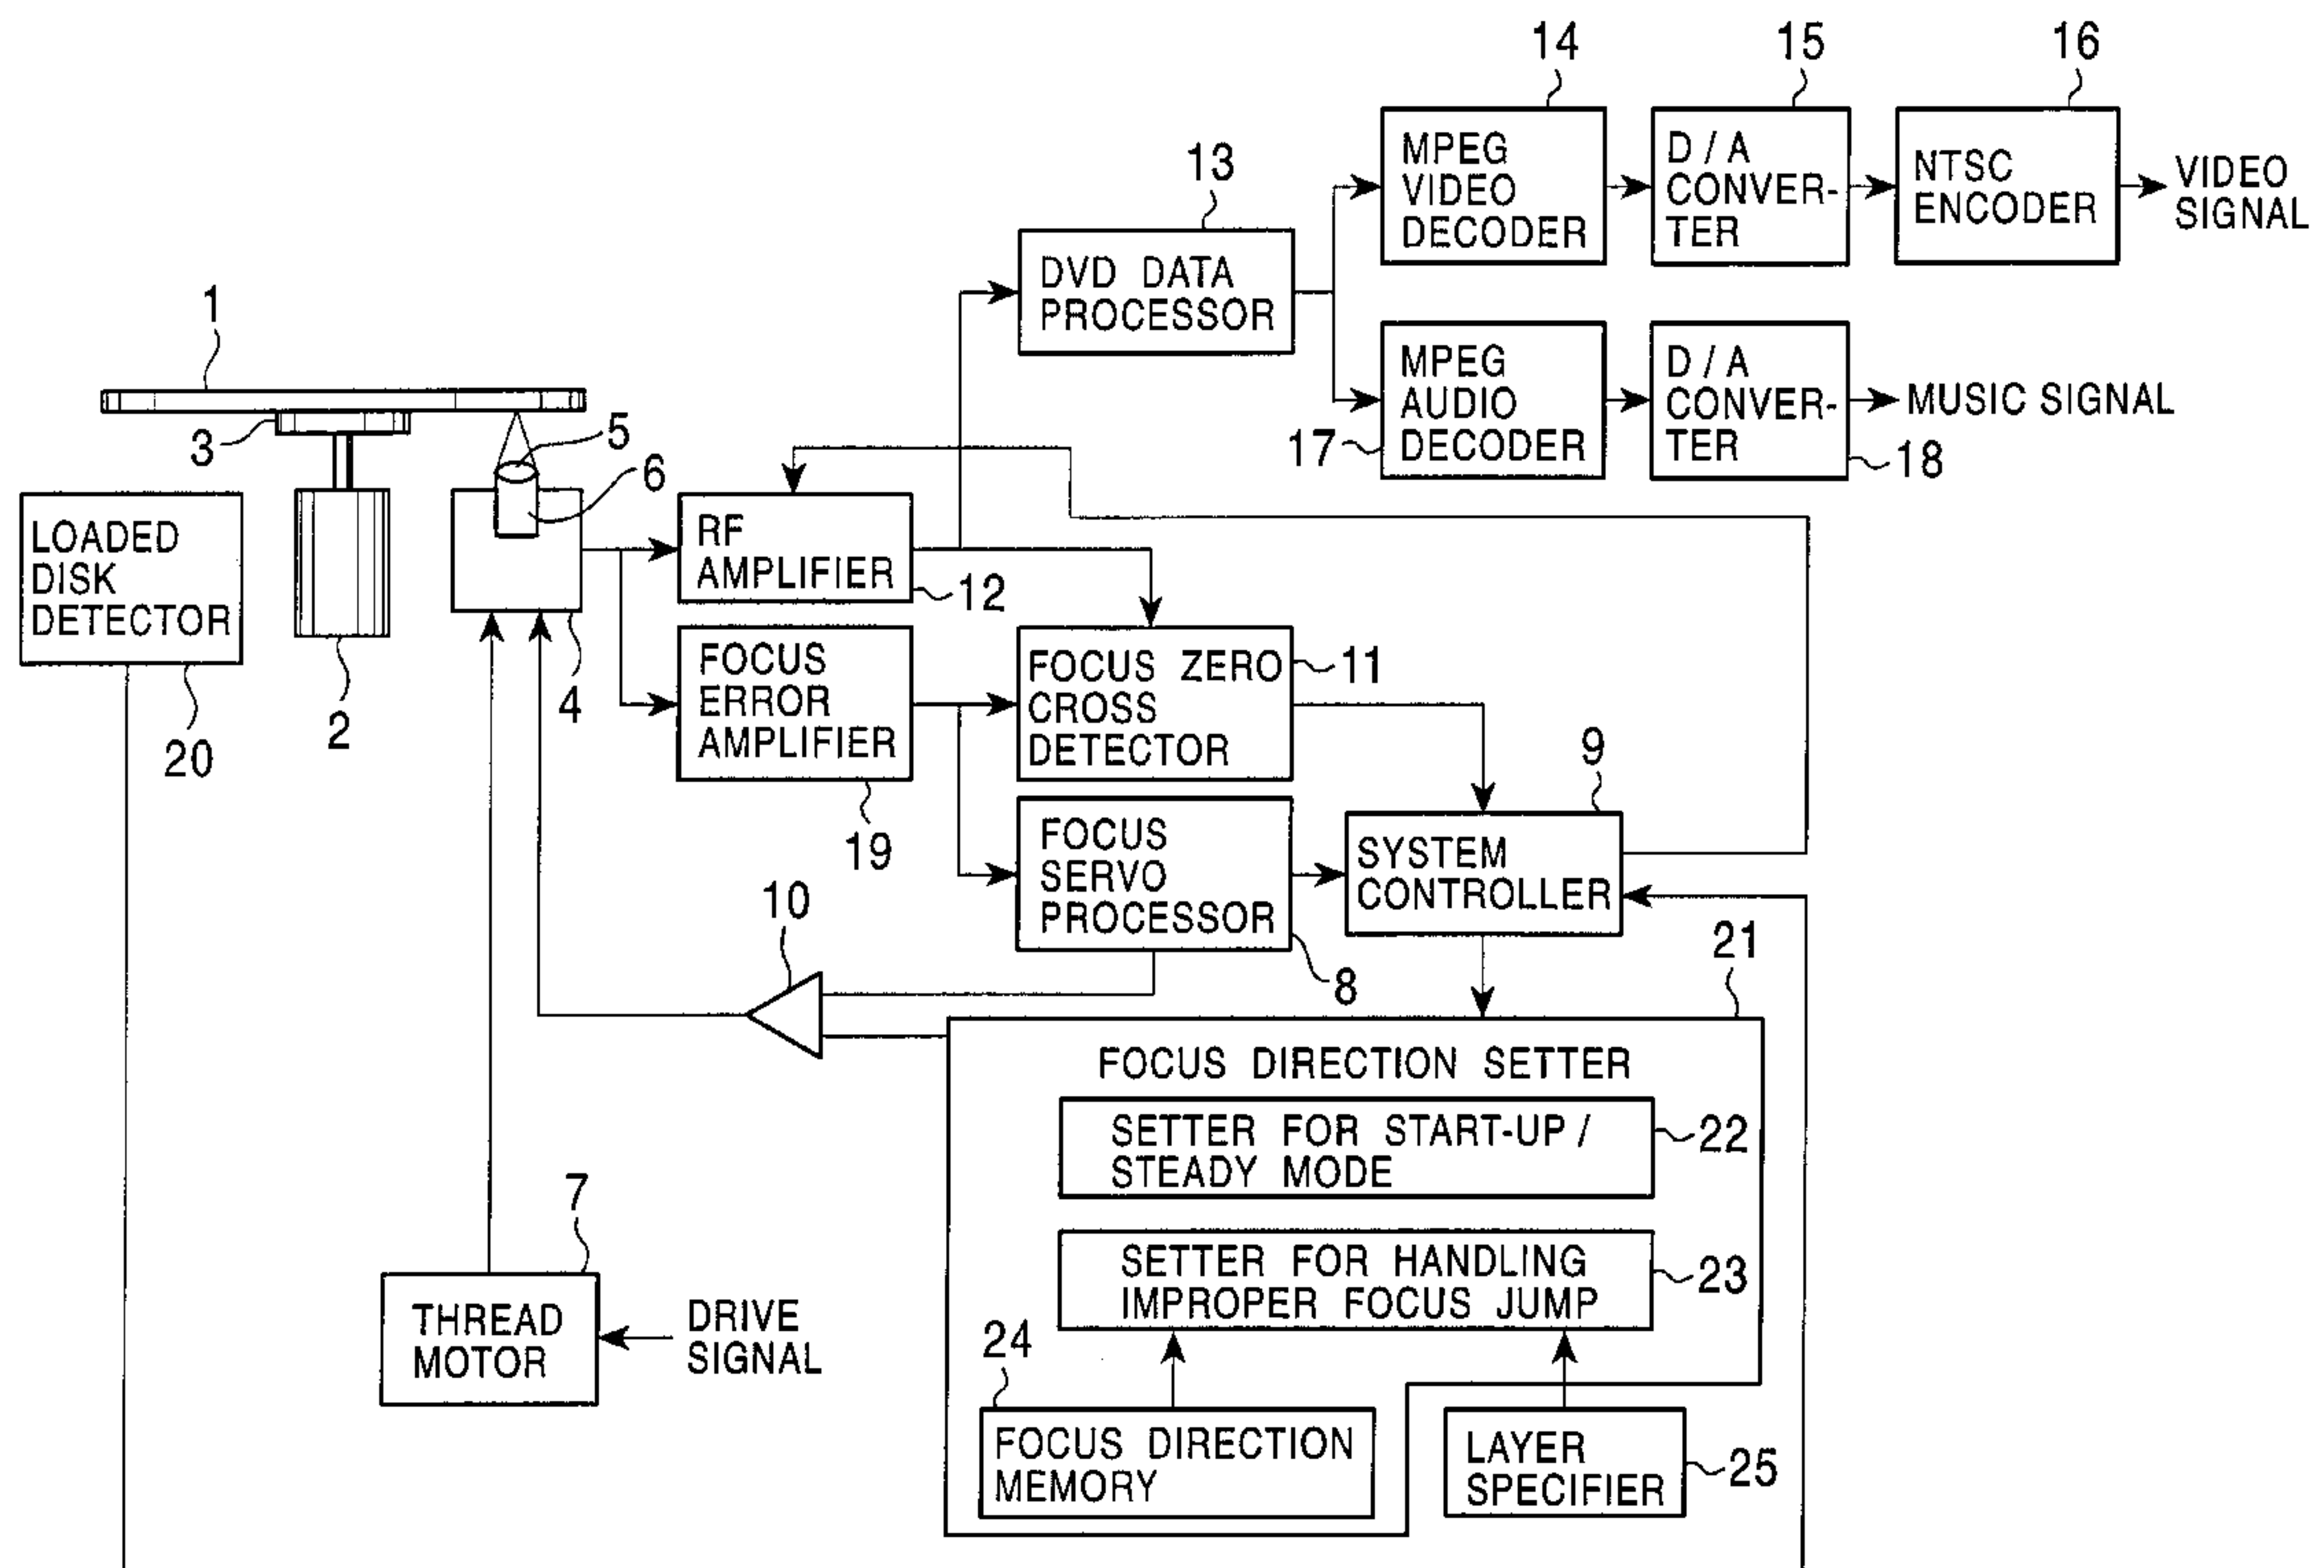 14
15
16
MPEG
VIDEO
DECODER
D / A
CONVER-
TER
NTSC
ENCODER
VIDEO
SIGNAL
13
DVD DATA
PROCESSOR
MPEG
AUDIO
DECODER
17
D / A
CONVER-
TER
18
MUSIC SIGNAL
1
3
5
6
LOADED
DISK
DETECTOR
20
2
4
RF
AMPLIFIER
12
FOCUS
ERROR
AMPLIFIER
19
FOCUS ZERO
CROSS
DETECTOR
11
FOCUS
SERVO
PROCESSOR
8
9
SYSTEM
CONTROLLER
10
21
FOCUS DIRECTION SETTER
SETTER FOR START-UP /
STEADY MODE
22
SETTER FOR HANDLING
IMPROPER FOCUS JUMP
23
7
THREAD
MOTOR
DRIVE
SIGNAL
24
FOCUS DIRECTION
MEMORY
LAYER
SPECIFIER
25